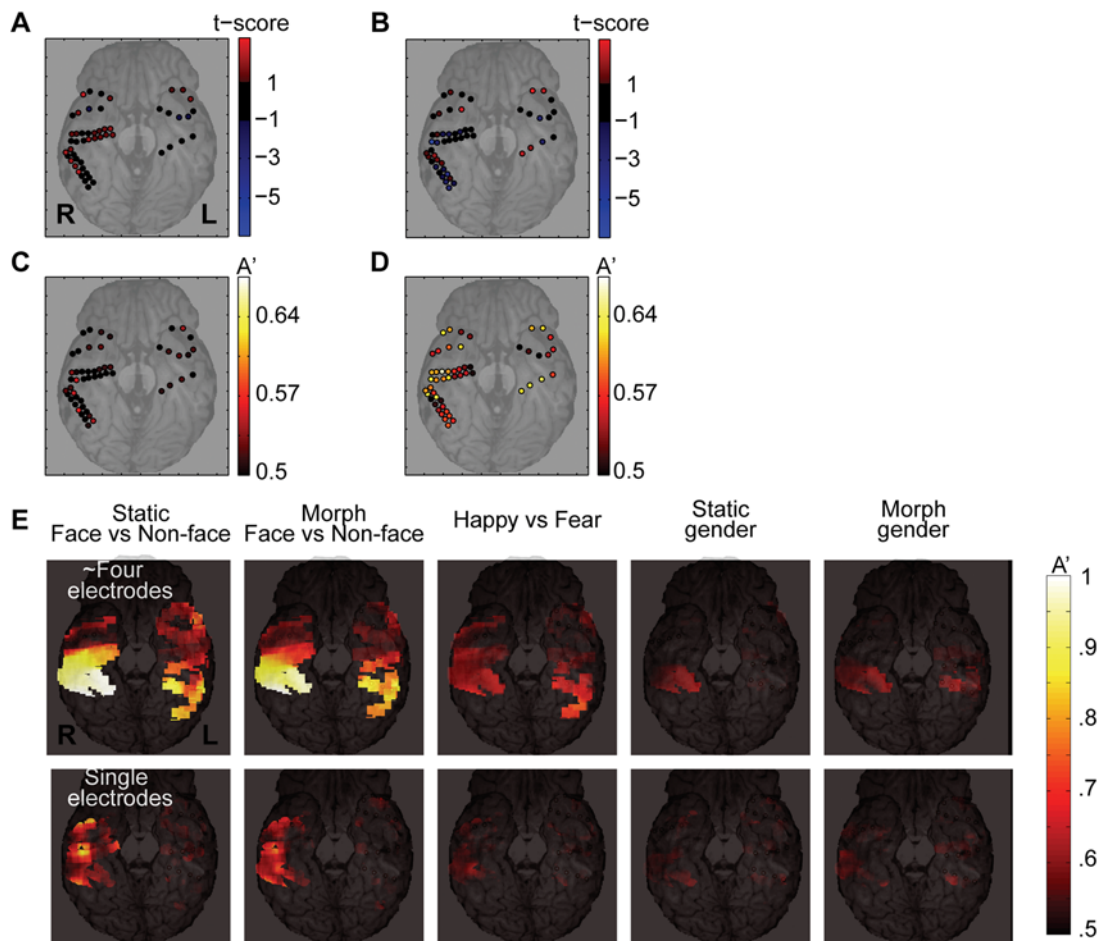 A
t-score
1
-1
-3
-5
R
L
B
t-score
1
-1
-3
-5
C
A'
0.64
0.57
0.5
D
A'
0.64
0.57
0.5
E
Static
Face vs Non-face
Morph
Face vs Non-face
Happy vs Fear
Static
gender
Morph
gender
~Four
electrodes
R
L
Single
electrodes
A'
1
.9
.8
.7
.6
.5